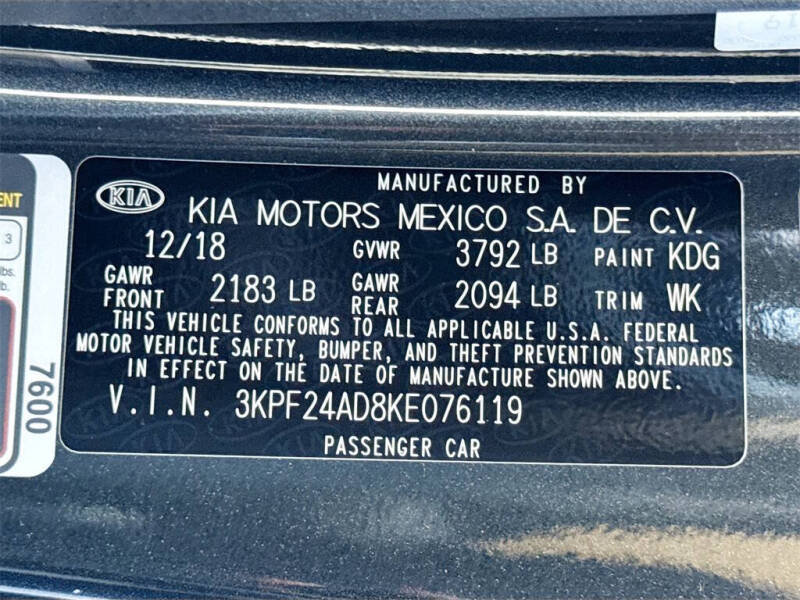 MANUFACTURED BY
KIA
KIA MOTORS MEXICO S.A. DE C.V.
12/18 GVWR 3792 LB PAINT KDG
GAWR FRONT 2183 LB GAWR REAR 2094 LB TRIM WK
THIS VEHICLE CONFORMS TO ALL APPLICABLE U.S.A. FEDERAL
MOTOR VEHICLE SAFETY, BUMPER, AND THEFT PREVENTION STANDARDS
IN EFFECT ON THE DATE OF MANUFACTURE SHOWN ABOVE.
V.I.N. 3KPF24AD8KE076119
PASSENGER CAR
3
lbs.
7600